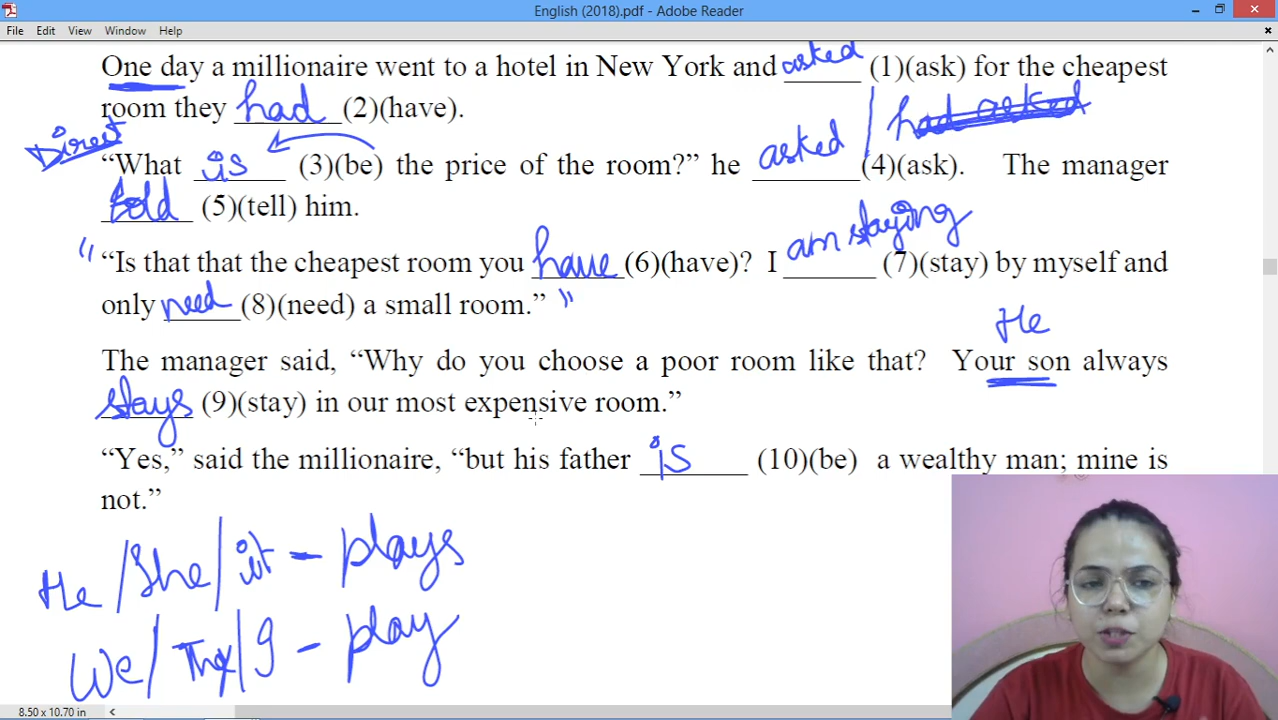 English (2018).pdf - Adobe Reader
File Edit View Window Help
One day a millionaire went to a hotel in New York and asked (1)(ask) for the cheapest
room they had (2)(have).
asked / had asked
Direct
"What is (3)(be) the price of the room?" he asked (4)(ask). The manager
told (5)(tell) him.
"Is that that the cheapest room you have (6)(have)? I am staying (7)(stay) by myself and
only need (8)(need) a small room."
He
The manager said, "Why do you choose a poor room like that? Your son always
stays (9)(stay) in our most expensive room."
"Yes," said the millionaire, "but his father is (10)(be) a wealthy man; mine is
not."
He/She/it - plays
We/They/I - play
8.50 x 10.70 in